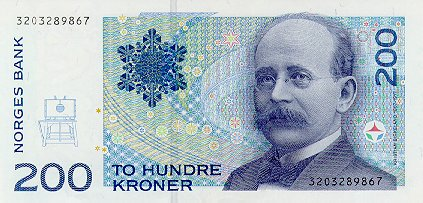 3203289867
NORGES BANK
200
TO HUNDRE
KRONER
200
3203289867